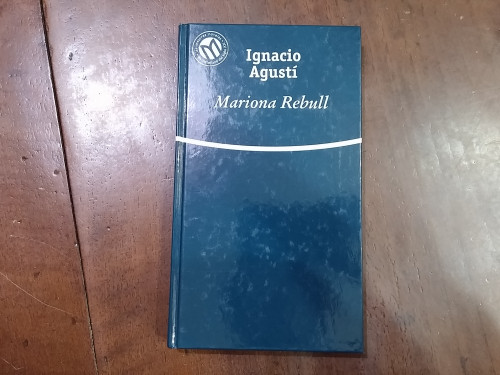 Ignacio
Agustí
Mariona Rebull